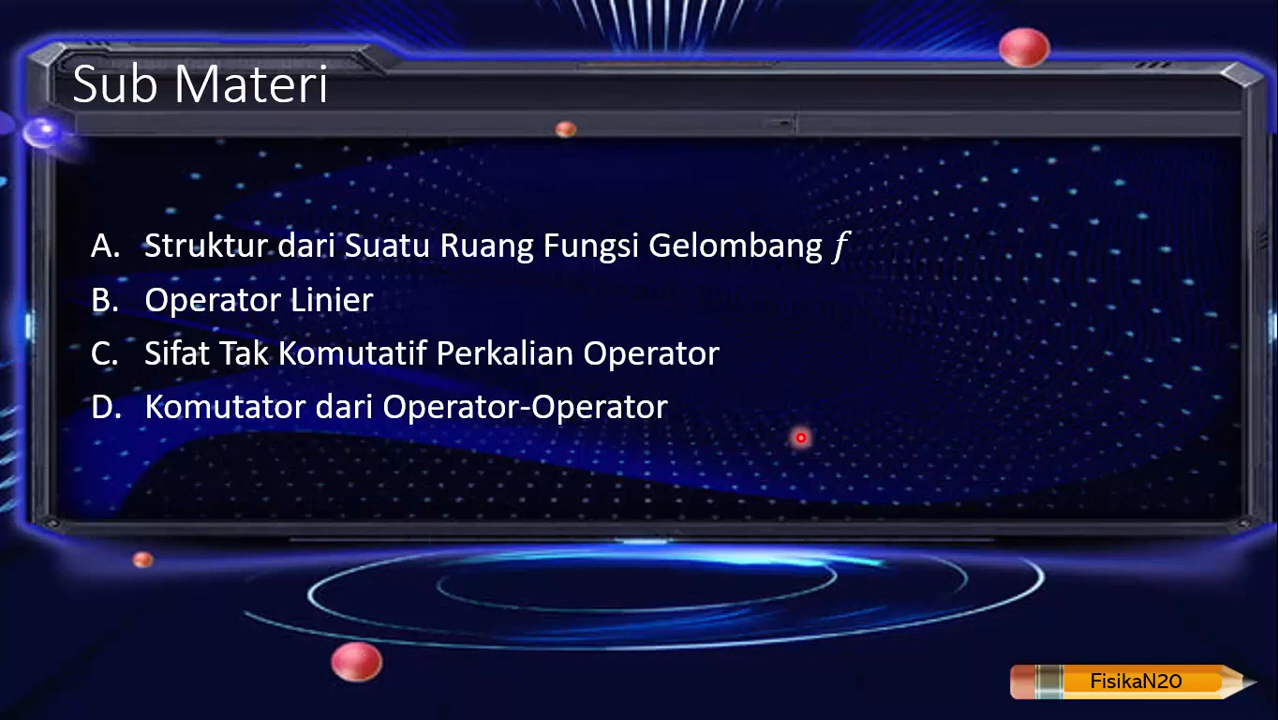 Sub Materi
A. Struktur dari Suatu Ruang Fungsi Gelombang f
B. Operator Linier
C. Sifat Tak Komutatif Perkalian Operator
D. Komutator dari Operator-Operator
FisikaN20